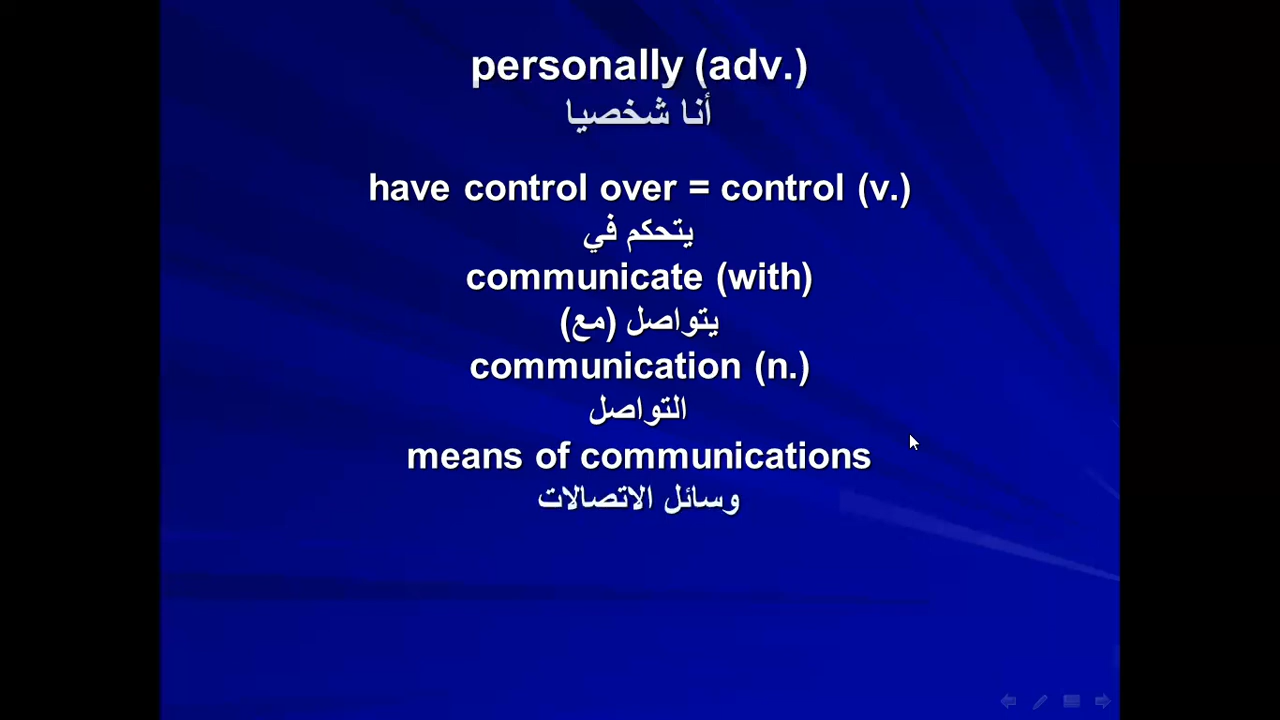 personally (adv.)
أنا شخصيا
have control over = control (v.)
يتحكم في
communicate (with)
يتواصل (مع)
communication (n.)
التواصل
means of communications
وسائل الاتصالات